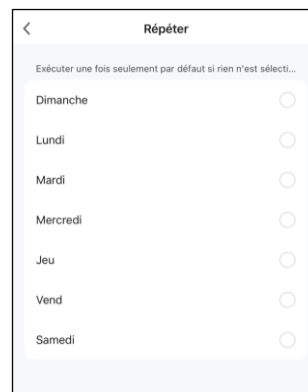 Répéter
Exécuter une fois seulement par défaut si rien n'est sélecti...
Dimanche
Lundi
Mardi
Mercredi
Jeu
Vend
Samedi